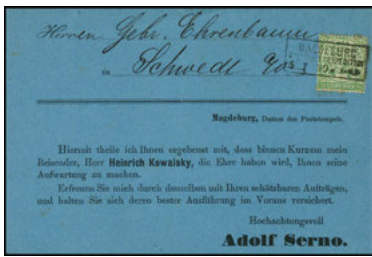 Herren Gebr. Ehrenbaum
in Schwedt
Magdeburg, Datum des Poststempels.
Hiermit theile ich Ihnen ergebenst mit, dass binnen Kurzem mein
Reisender, Herr Heinrich Kowalsky, die Ehre haben wird, Ihnen seine
Aufwartung zu machen.
Erfreuen Sie mich durch denselben mit Ihren schätzbaren Aufträgen,
und halten Sie sich deren bester Ausführung im Voraus versichert.
Hochachtungsvoll
Adolf Serno.